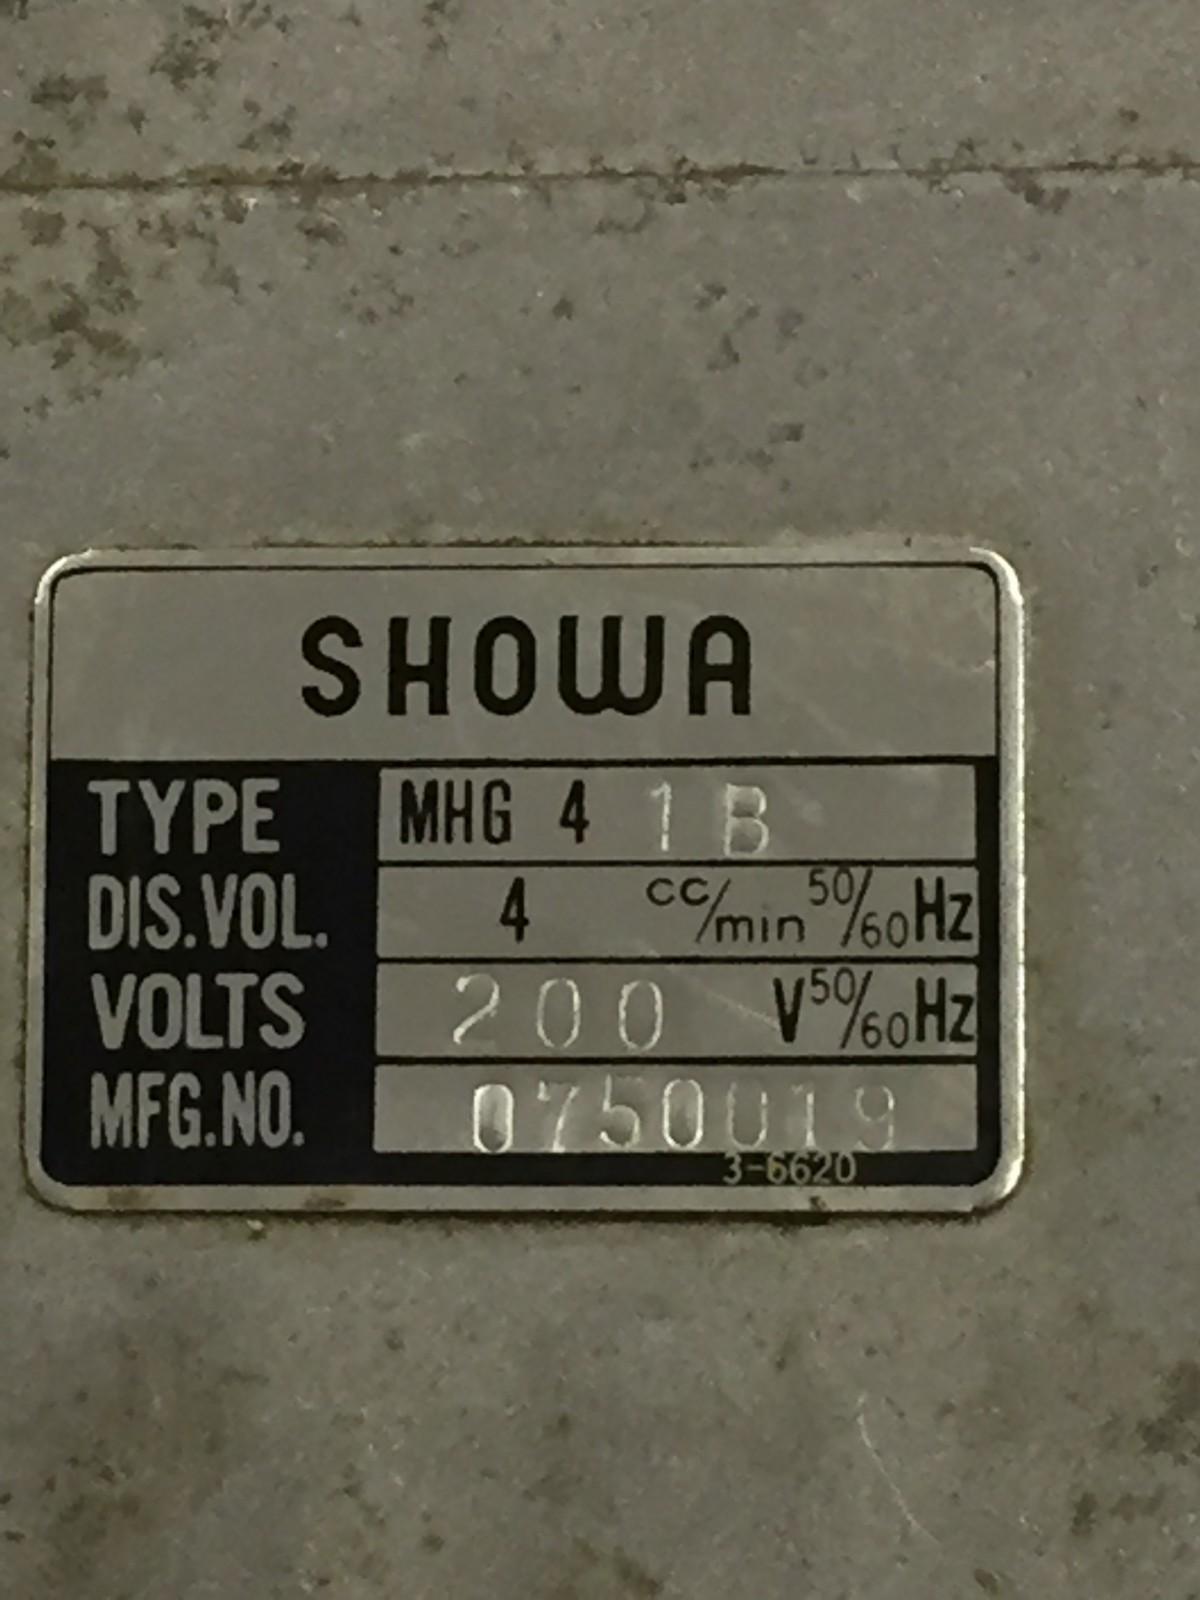 SHOWA
TYPE MHG 4 1B
DIS.VOL. 4 cc/min 50/60Hz
VOLTS 200 V 50/60Hz
MFG.NO. 0750019
3-6620